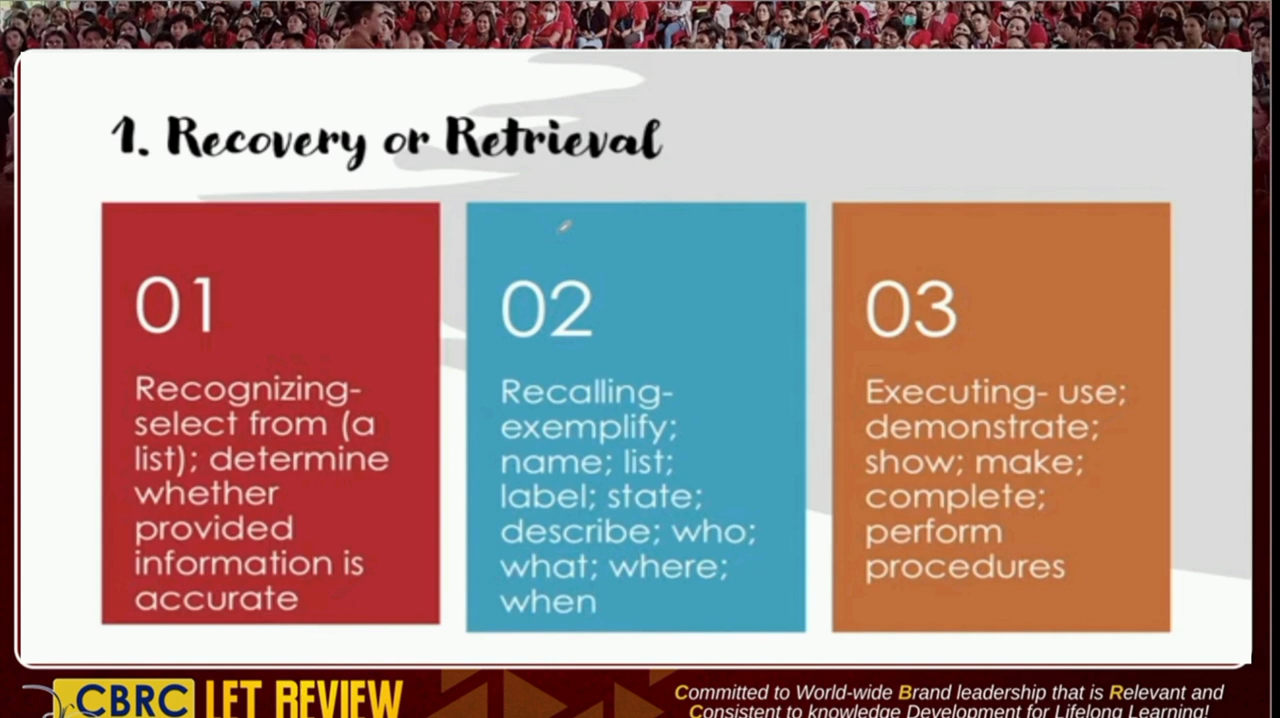 1. Recovery or Retrieval
01
Recognizing-
select from (a
list); determine
whether
provided
information is
accurate
02
Recalling-
exemplify;
name; list;
label; state;
describe; who;
what; where;
when
03
Executing- use;
demonstrate;
show; make;
complete;
perform
procedures
CBRC LET REVIEW
Committed to World-wide Brand leadership that is Relevant and
Consistent to knowledge Development for Lifelong Learning!